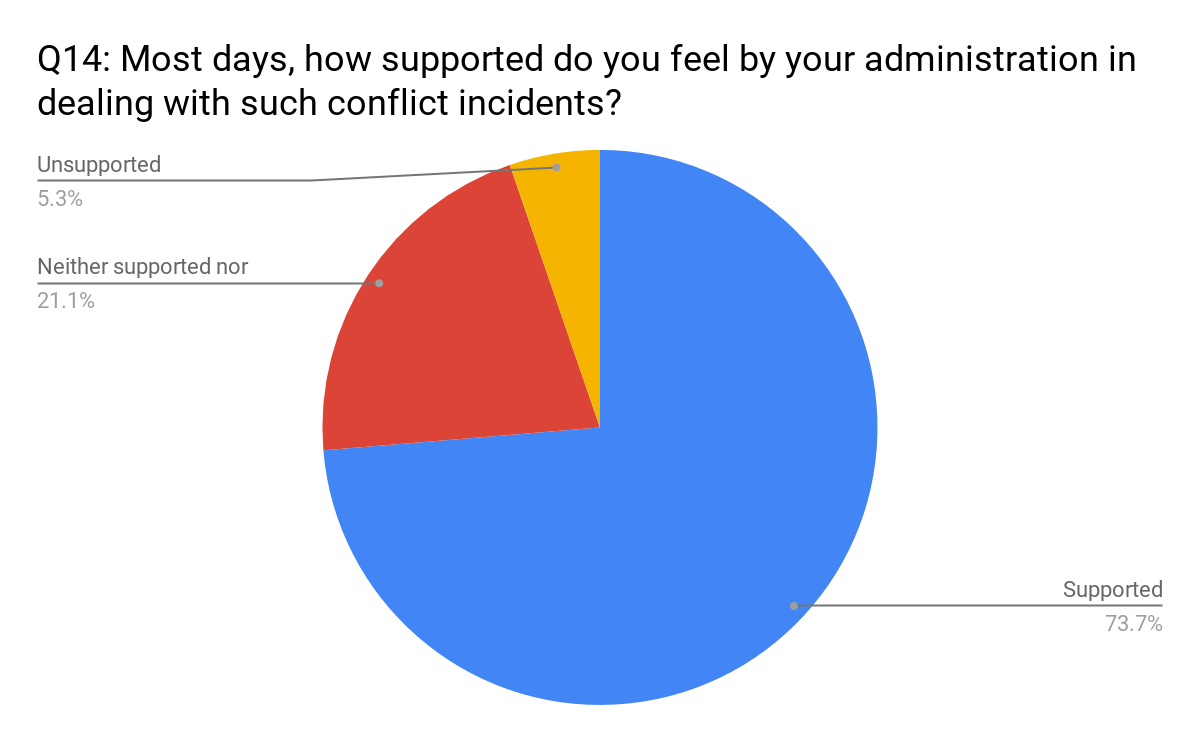 Q14: Most days, how supported do you feel by your administration in
dealing with such conflict incidents?
Unsupported
5.3%
Neither supported nor
21.1%
Supported
73.7%